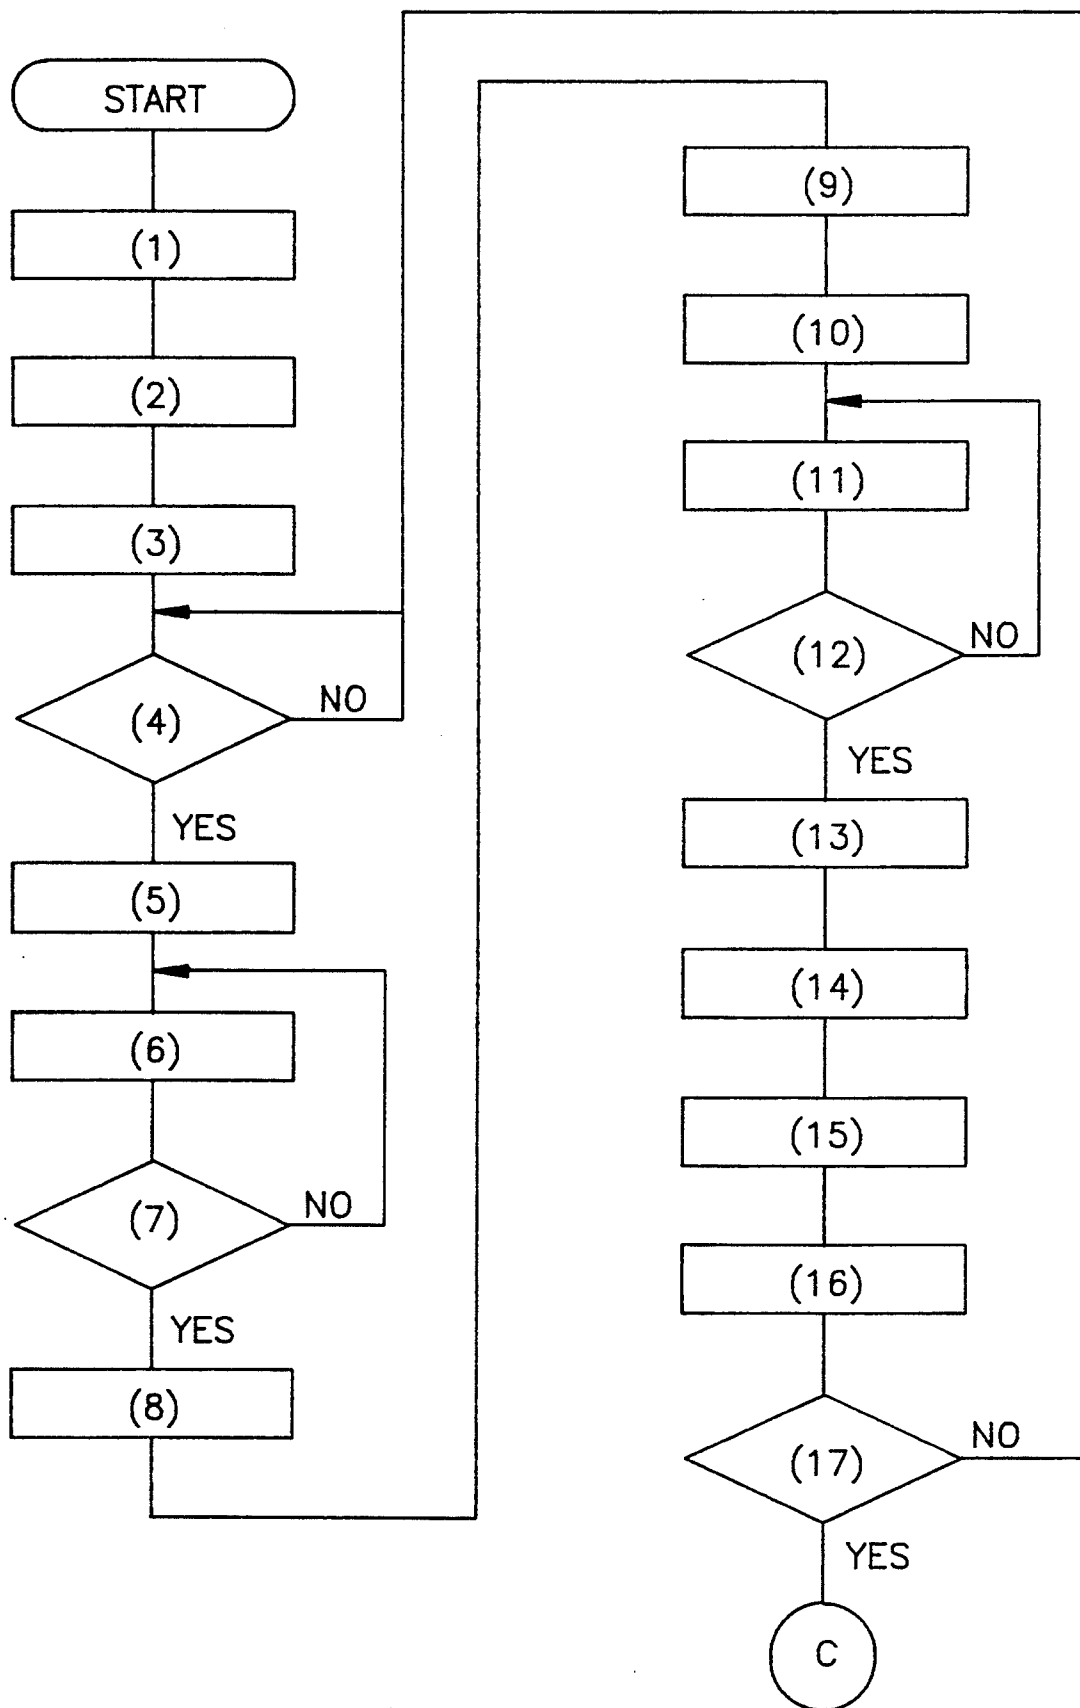 START
(1)
(2)
(3)
(4)
NO
YES
(5)
(6)
(7)
NO
YES
(8)
(9)
(10)
(11)
(12)
NO
YES
(13)
(14)
(15)
(16)
(17)
NO
YES
C